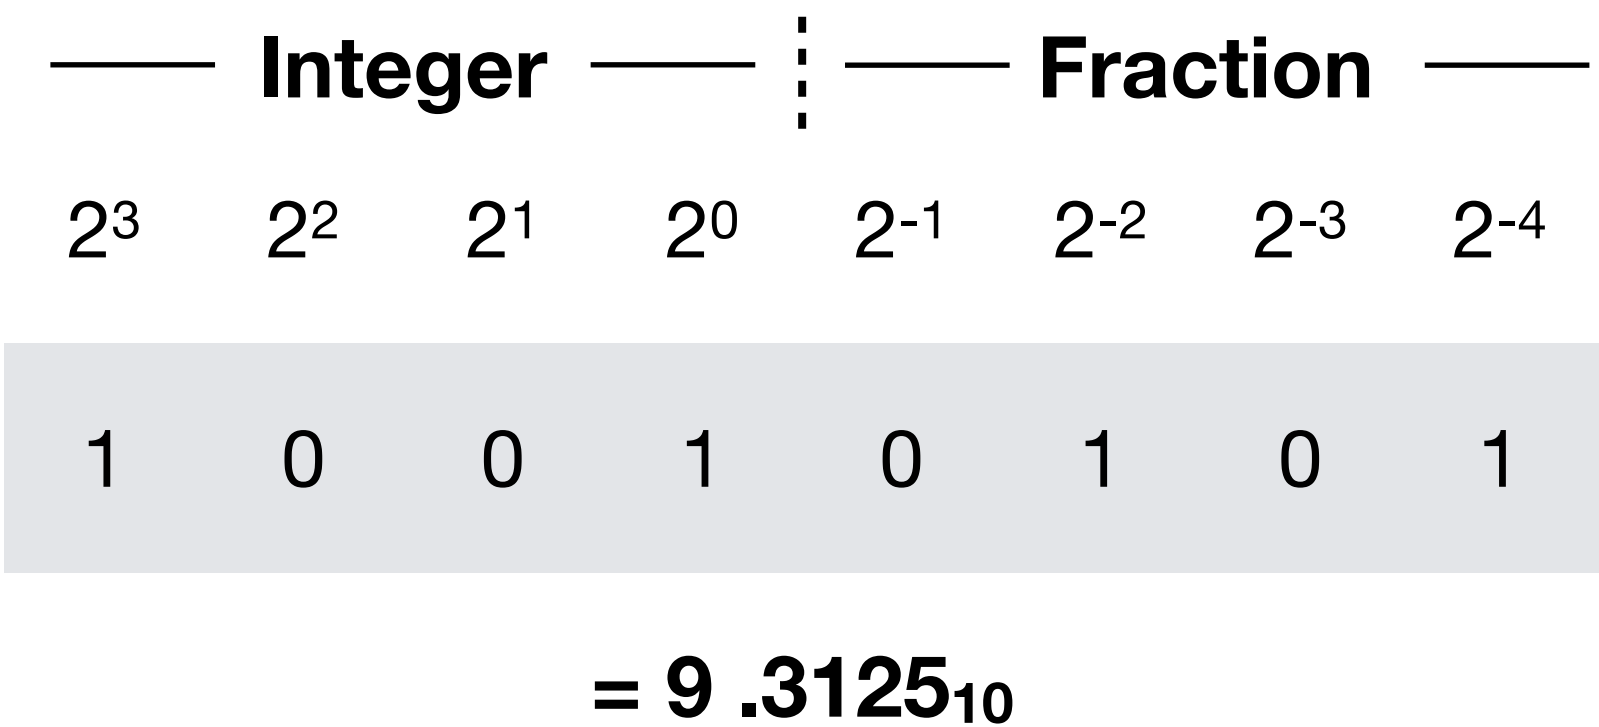 Integer Fraction
2³ 2² 2¹ 2⁰ 2⁻¹ 2⁻² 2⁻³ 2⁻⁴
1 0 0 1 0 1 0 1
= 9 .3125₁₀